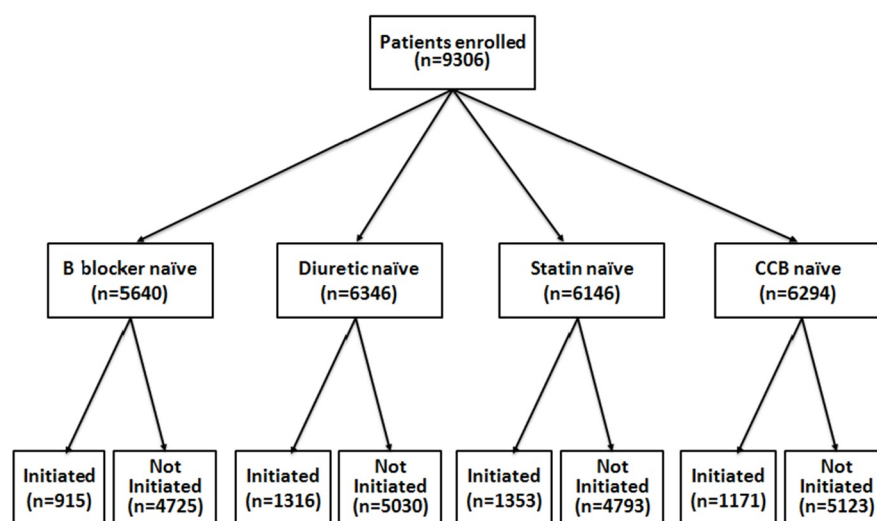 Patients enrolled
(n=9306)
B blocker naïve
(n=5640)
Diuretic naïve
(n=6346)
Statin naïve
(n=6146)
CCB naïve
(n=6294)
Initiated
(n=915)
Not
Initiated
(n=4725)
Initiated
(n=1316)
Not
Initiated
(n=5030)
Initiated
(n=1353)
Not
Initiated
(n=4793)
Initiated
(n=1171)
Not
Initiated
(n=5123)